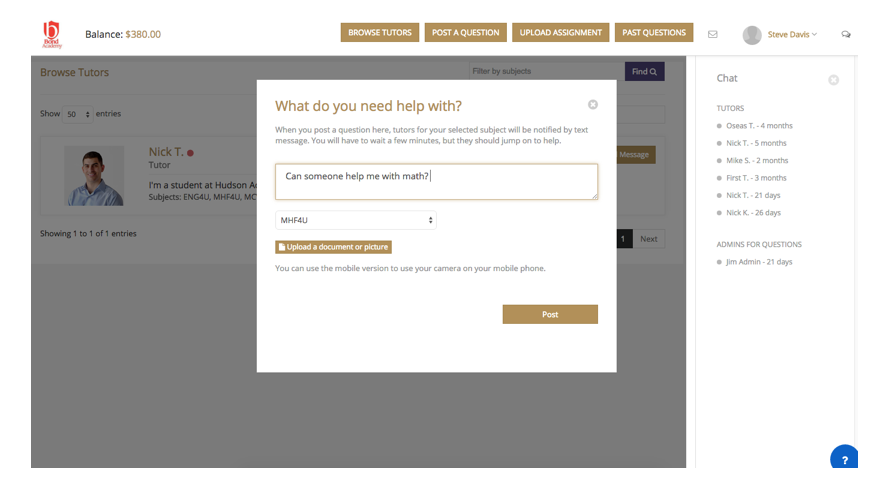 Bond
Academy
Balance: $380.00
BROWSE TUTORS
POST A QUESTION
UPLOAD ASSIGNMENT
PAST QUESTIONS
Steve Davis
Browse Tutors
Filter by subjects
Find
Show 50 entries
Nick T.
Tutor
I'm a student at Hudson
Subjects: ENG4U, MHF4U,
Message
Showing 1 to 1 of 1 entries
1 Next
What do you need help with?
When you post a question here, tutors for your selected subject will be notified by text
message. You will have to wait a few minutes, but they should jump on to help.
Can someone help me with math?
MHF4U
Upload a document or picture
You can use the mobile version to use your camera on your mobile phone.
Post
Chat
TUTORS
Oseas T. - 4 months
Nick T. - 5 months
Mike S. - 2 months
First T. - 3 months
Nick T. - 21 days
Nick K. - 26 days
ADMINS FOR QUESTIONS
Jim Admin - 21 days
?